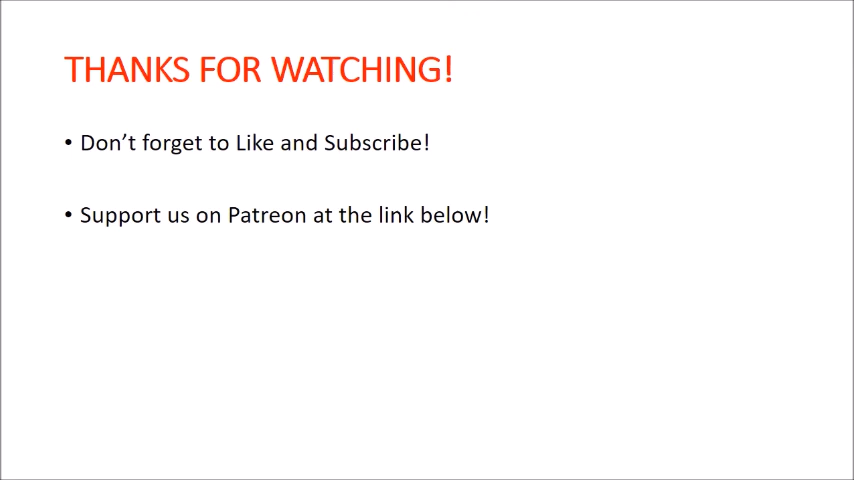 THANKS FOR WATCHING!
• Don’t forget to Like and Subscribe!
• Support us on Patreon at the link below!